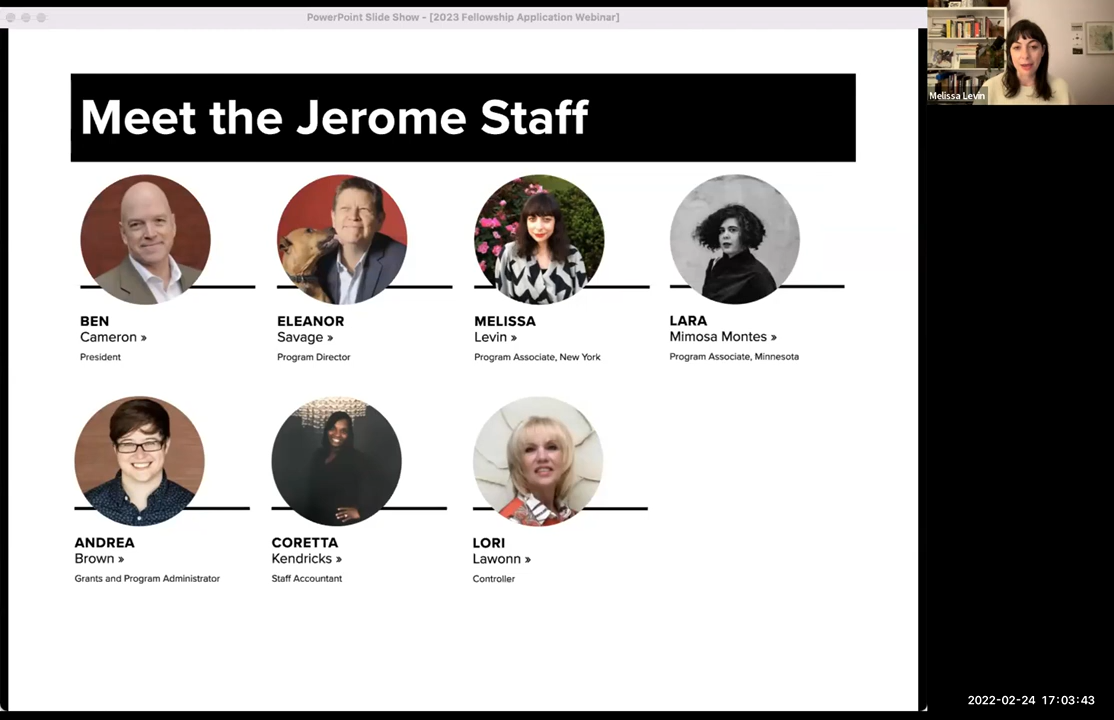 PowerPoint Slide Show - [2023 Fellowship Application Webinar]
Melissa Levin
Meet the Jerome Staff
BEN
Cameron »
President
ELEANOR
Savage »
Program Director
MELISSA
Levin »
Program Associate, New York
LARA
Mimosa Montes »
Program Associate, Minnesota
ANDREA
Brown »
Grants and Program Administrator
CORETTA
Kendricks »
Staff Accountant
LORI
Lawonn »
Controller
2022-02-24 17:03:43